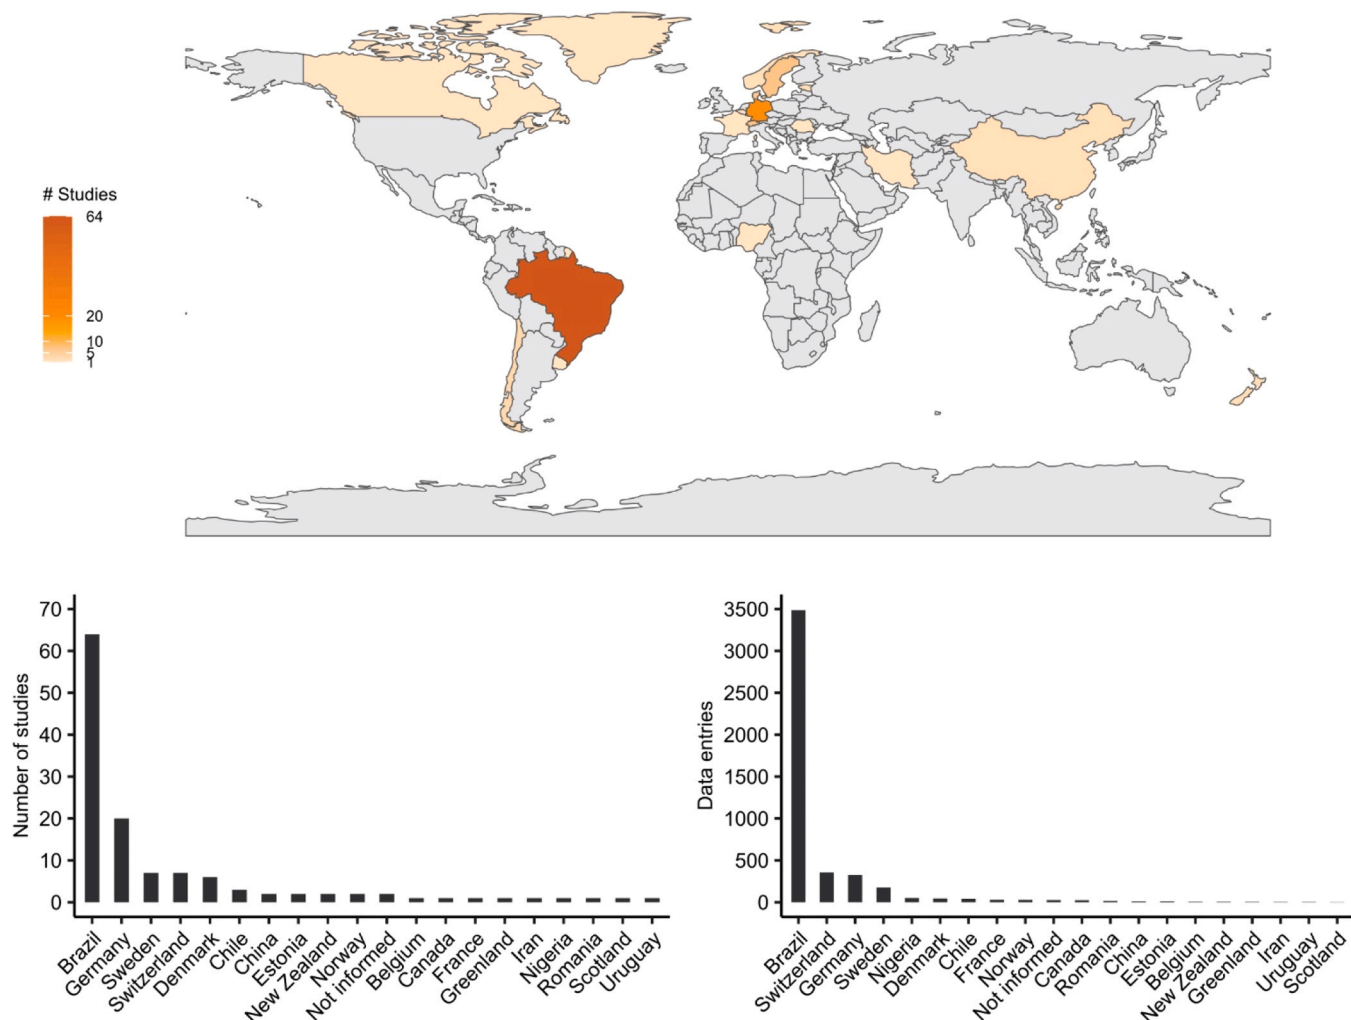 # Studies
64
20
10
5
1
70
60
50
40
30
20
10
0
Number of studies
Brazil
Germany
Sweden
Switzerland
Denmark
Chile
China
Estonia
New Zealand
Norway
Not informed
Belgium
Canada
France
Greenland
Iran
Nigeria
Romania
Scotland
Uruguay
3500
3000
2500
2000
1500
1000
500
0
Data entries
Brazil
Switzerland
Germany
Sweden
Nigeria
Denmark
Chile
France
Norway
Not informed
Canada
Romania
China
Estonia
Belgium
New Zealand
Greenland
Iran
Uruguay
Scotland